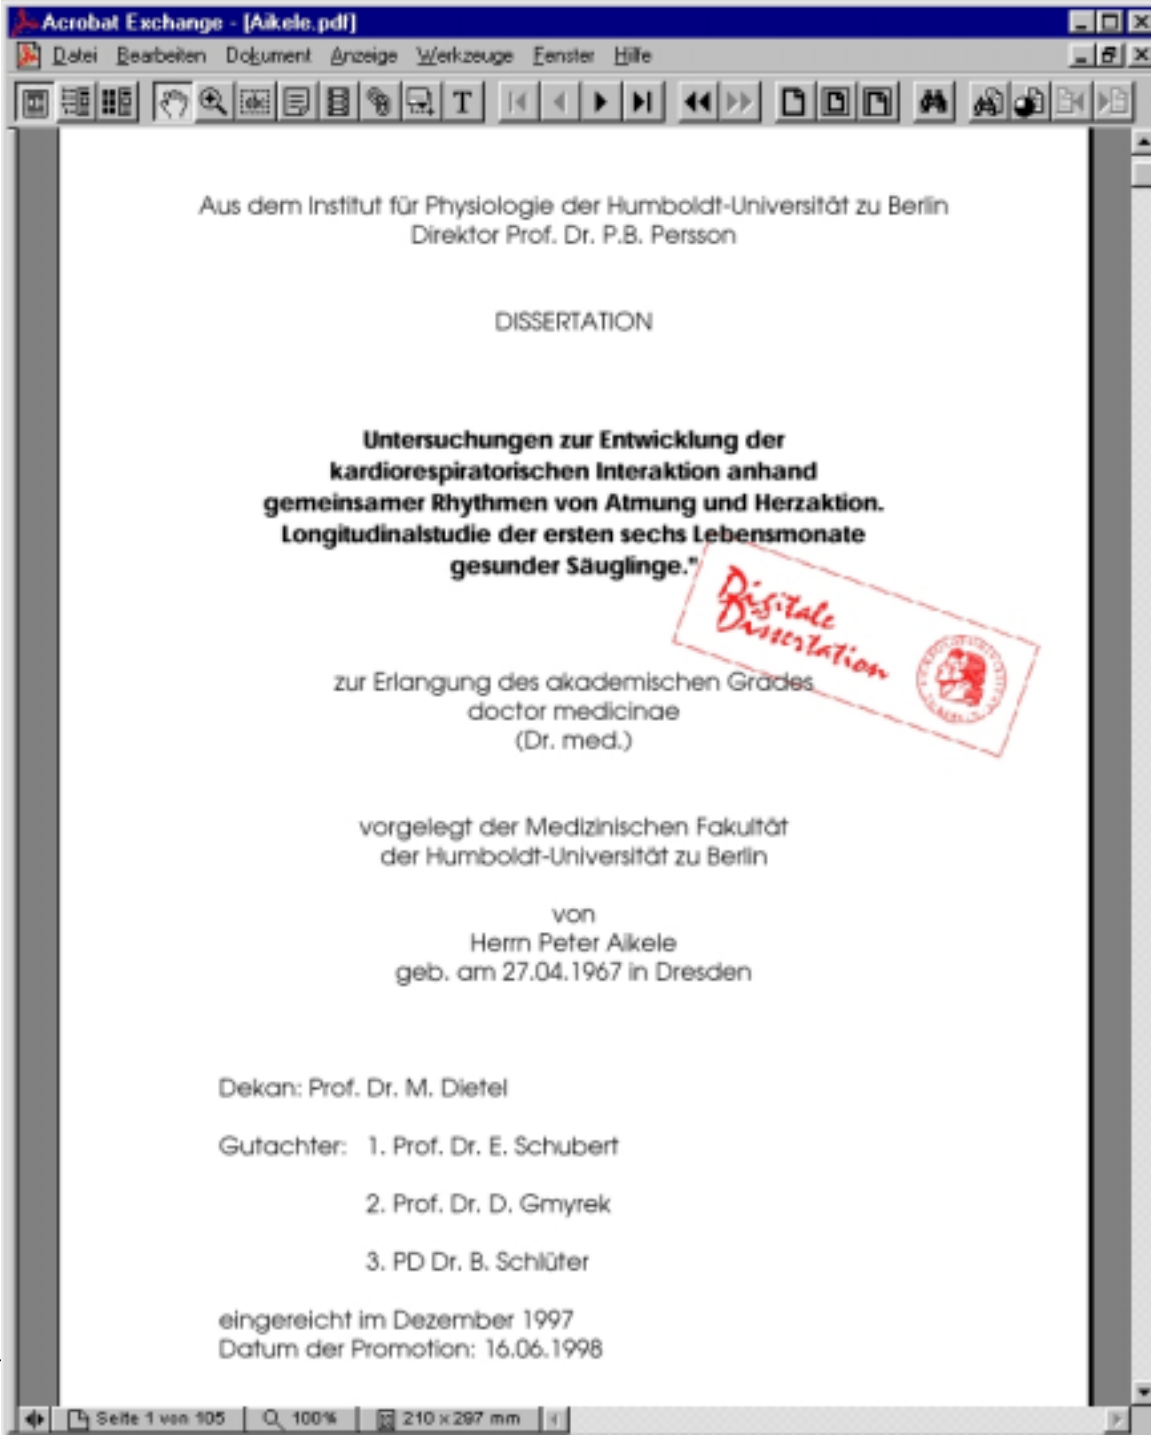 Acrobat Exchange - [Aikele.pdf]
Datei Bearbeiten Dokument Anzeige Werkzeuge Fenster Hilfe
Aus dem Institut für Physiologie der Humboldt-Universität zu Berlin
Direktor Prof. Dr. P.B. Persson
DISSERTATION
Untersuchungen zur Entwicklung der
kardiorespiratorischen Interaktion anhand
gemeinsamer Rhythmen von Atmung und Herzaktion.
Longitudinalstudie der ersten sechs Lebensmonate
gesunder Säuglinge."
Digitale
Dissertation
zur Erlangung des akademischen Grades
doctor medicinae
(Dr. med.)
vorgelegt der Medizinischen Fakultät
der Humboldt-Universität zu Berlin
von
Herrn Peter Aikele
geb. am 27.04.1967 in Dresden
Dekan: Prof. Dr. M. Dietel
Gutachter: 1. Prof. Dr. E. Schubert
2. Prof. Dr. D. Gmyrek
3. PD Dr. B. Schlüter
eingereicht im Dezember 1997
Datum der Promotion: 16.06.1998
Seite 1 von 105 100% 210 x 297 mm